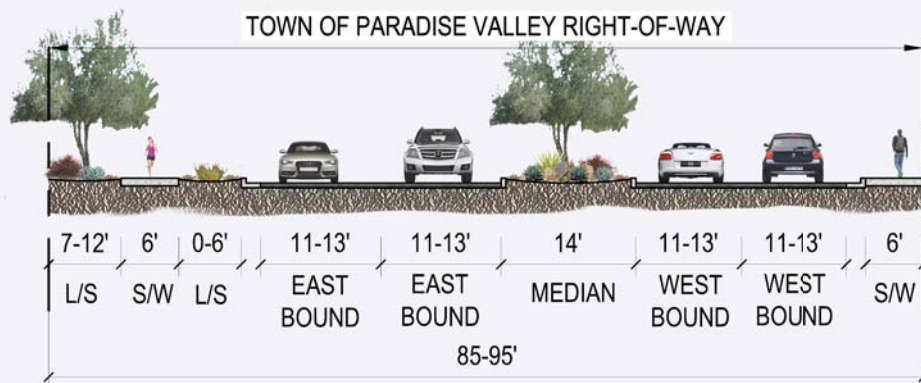 TOWN OF PARADISE VALLEY RIGHT-OF-WAY
7-12' 6' 0-6' 11-13' 11-13' 14' 11-13' 11-13' 6'
L/S S/W L/S EAST BOUND EAST BOUND MEDIAN WEST BOUND WEST BOUND S/W
85-95'